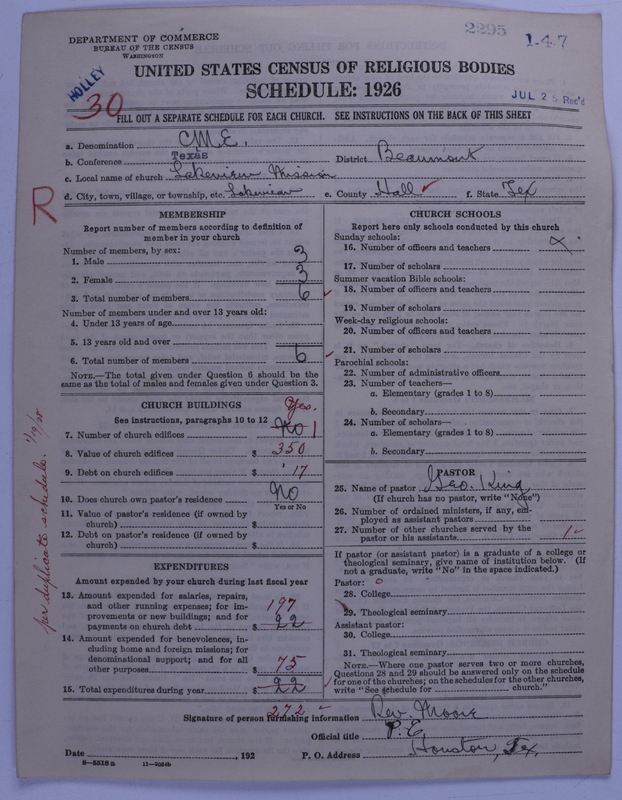 2295
1-4-7
DEPARTMENT OF COMMERCE
BUREAU OF THE CENSUS
WASHINGTON
HOLLEY
30
UNITED STATES CENSUS OF RELIGIOUS BODIES
SCHEDULE: 1926
JUL 25 Rec'd
FILL OUT A SEPARATE SCHEDULE FOR EACH CHURCH. SEE INSTRUCTIONS ON THE BACK OF THIS SHEET
a. Denomination C.M.E.
b. Conference Texas District Beaumont
c. Local name of church Lakeview Mission
d. City, town, village, or township, etc. Lakeview e. County Hall f. State Tex
R
MEMBERSHIP
Report number of members according to definition of
member in your church
Number of members, by sex:
1. Male 3
2. Female 3
3. Total number of members 6
Number of members under and over 13 years old:
4. Under 13 years of age
5. 13 years old and over
6. Total number of members 6
NOTE.—The total given under Question 6 should be the
same as the total of males and females given under Question 3.
CHURCH BUILDINGS Yes.
See instructions, paragraphs 10 to 12
7. Number of church edifices No 1
8. Value of church edifices $ 350
9. Debt on church edifices $ 17
10. Does church own pastor's residence No
Yes or No
11. Value of pastor's residence (if owned by
church) $
12. Debt on pastor's residence (if owned by
church) $
EXPENDITURES
Amount expended by your church during last fiscal year
13. Amount expended for salaries, repairs,
and other running expenses; for im-
provements or new buildings; and for
payments on church debt $ 197 22
14. Amount expended for benevolences, in-
cluding home and foreign missions; for
denominational support; and for all
other purposes $ 75
15. Total expenditures during year $ 22
272
per duplicate schedule.
CHURCH SCHOOLS
Report here only schools conducted by this church
Sunday schools:
16. Number of officers and teachers x
17. Number of scholars
Summer vacation Bible schools:
18. Number of officers and teachers
19. Number of scholars
Week-day religious schools:
20. Number of officers and teachers
21. Number of scholars
Parochial schools:
22. Number of administrative officers
23. Number of teachers—
a. Elementary (grades 1 to 8)
b. Secondary
24. Number of scholars—
a. Elementary (grades 1 to 8)
b. Secondary
PASTOR
25. Name of pastor Geo. King
(If church has no pastor, write "None")
26. Number of ordained ministers, if any, em-
ployed as assistant pastors
27. Number of other churches served by the
pastor or his assistants 1-
If pastor (or assistant pastor) is a graduate of a college or
theological seminary, give name of institution below. (If
not a graduate, write "No" in the space indicated.)
Pastor: 0
28. College
29. Theological seminary
Assistant pastor:
30. College
31. Theological seminary
NOTE.—Where one pastor serves two or more churches,
Questions 28 and 29 should be answered only on the schedule
for one of the churches; on the schedules for the other churches,
write "See schedule for church."
Signature of person furnishing information Rev Moore
Official title P. E.
Date , 192 P. O. Address Houston, Tex.
8—5518 a 11—9054b